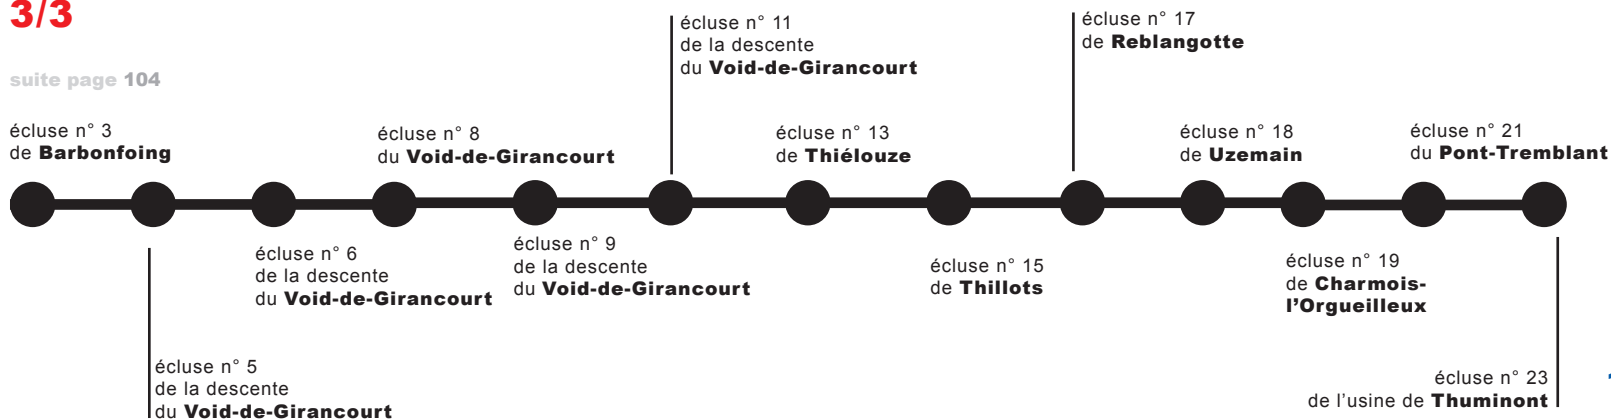 3/3
suite page 104
écluse n° 3
de Barbonfoing
écluse n° 5
de la descente
du Void-de-Girancourt
écluse n° 6
de la descente
du Void-de-Girancourt
écluse n° 8
du Void-de-Girancourt
écluse n° 9
de la descente
du Void-de-Girancourt
écluse n° 11
de la descente
du Void-de-Girancourt
écluse n° 13
de Thiélouze
écluse n° 15
de Thillots
écluse n° 17
de Reblangotte
écluse n° 18
de Uzemain
écluse n° 19
de Charmois-
l'Orgueilleux
écluse n° 21
du Pont-Tremblant
écluse n° 23
de l'usine de Thuminont